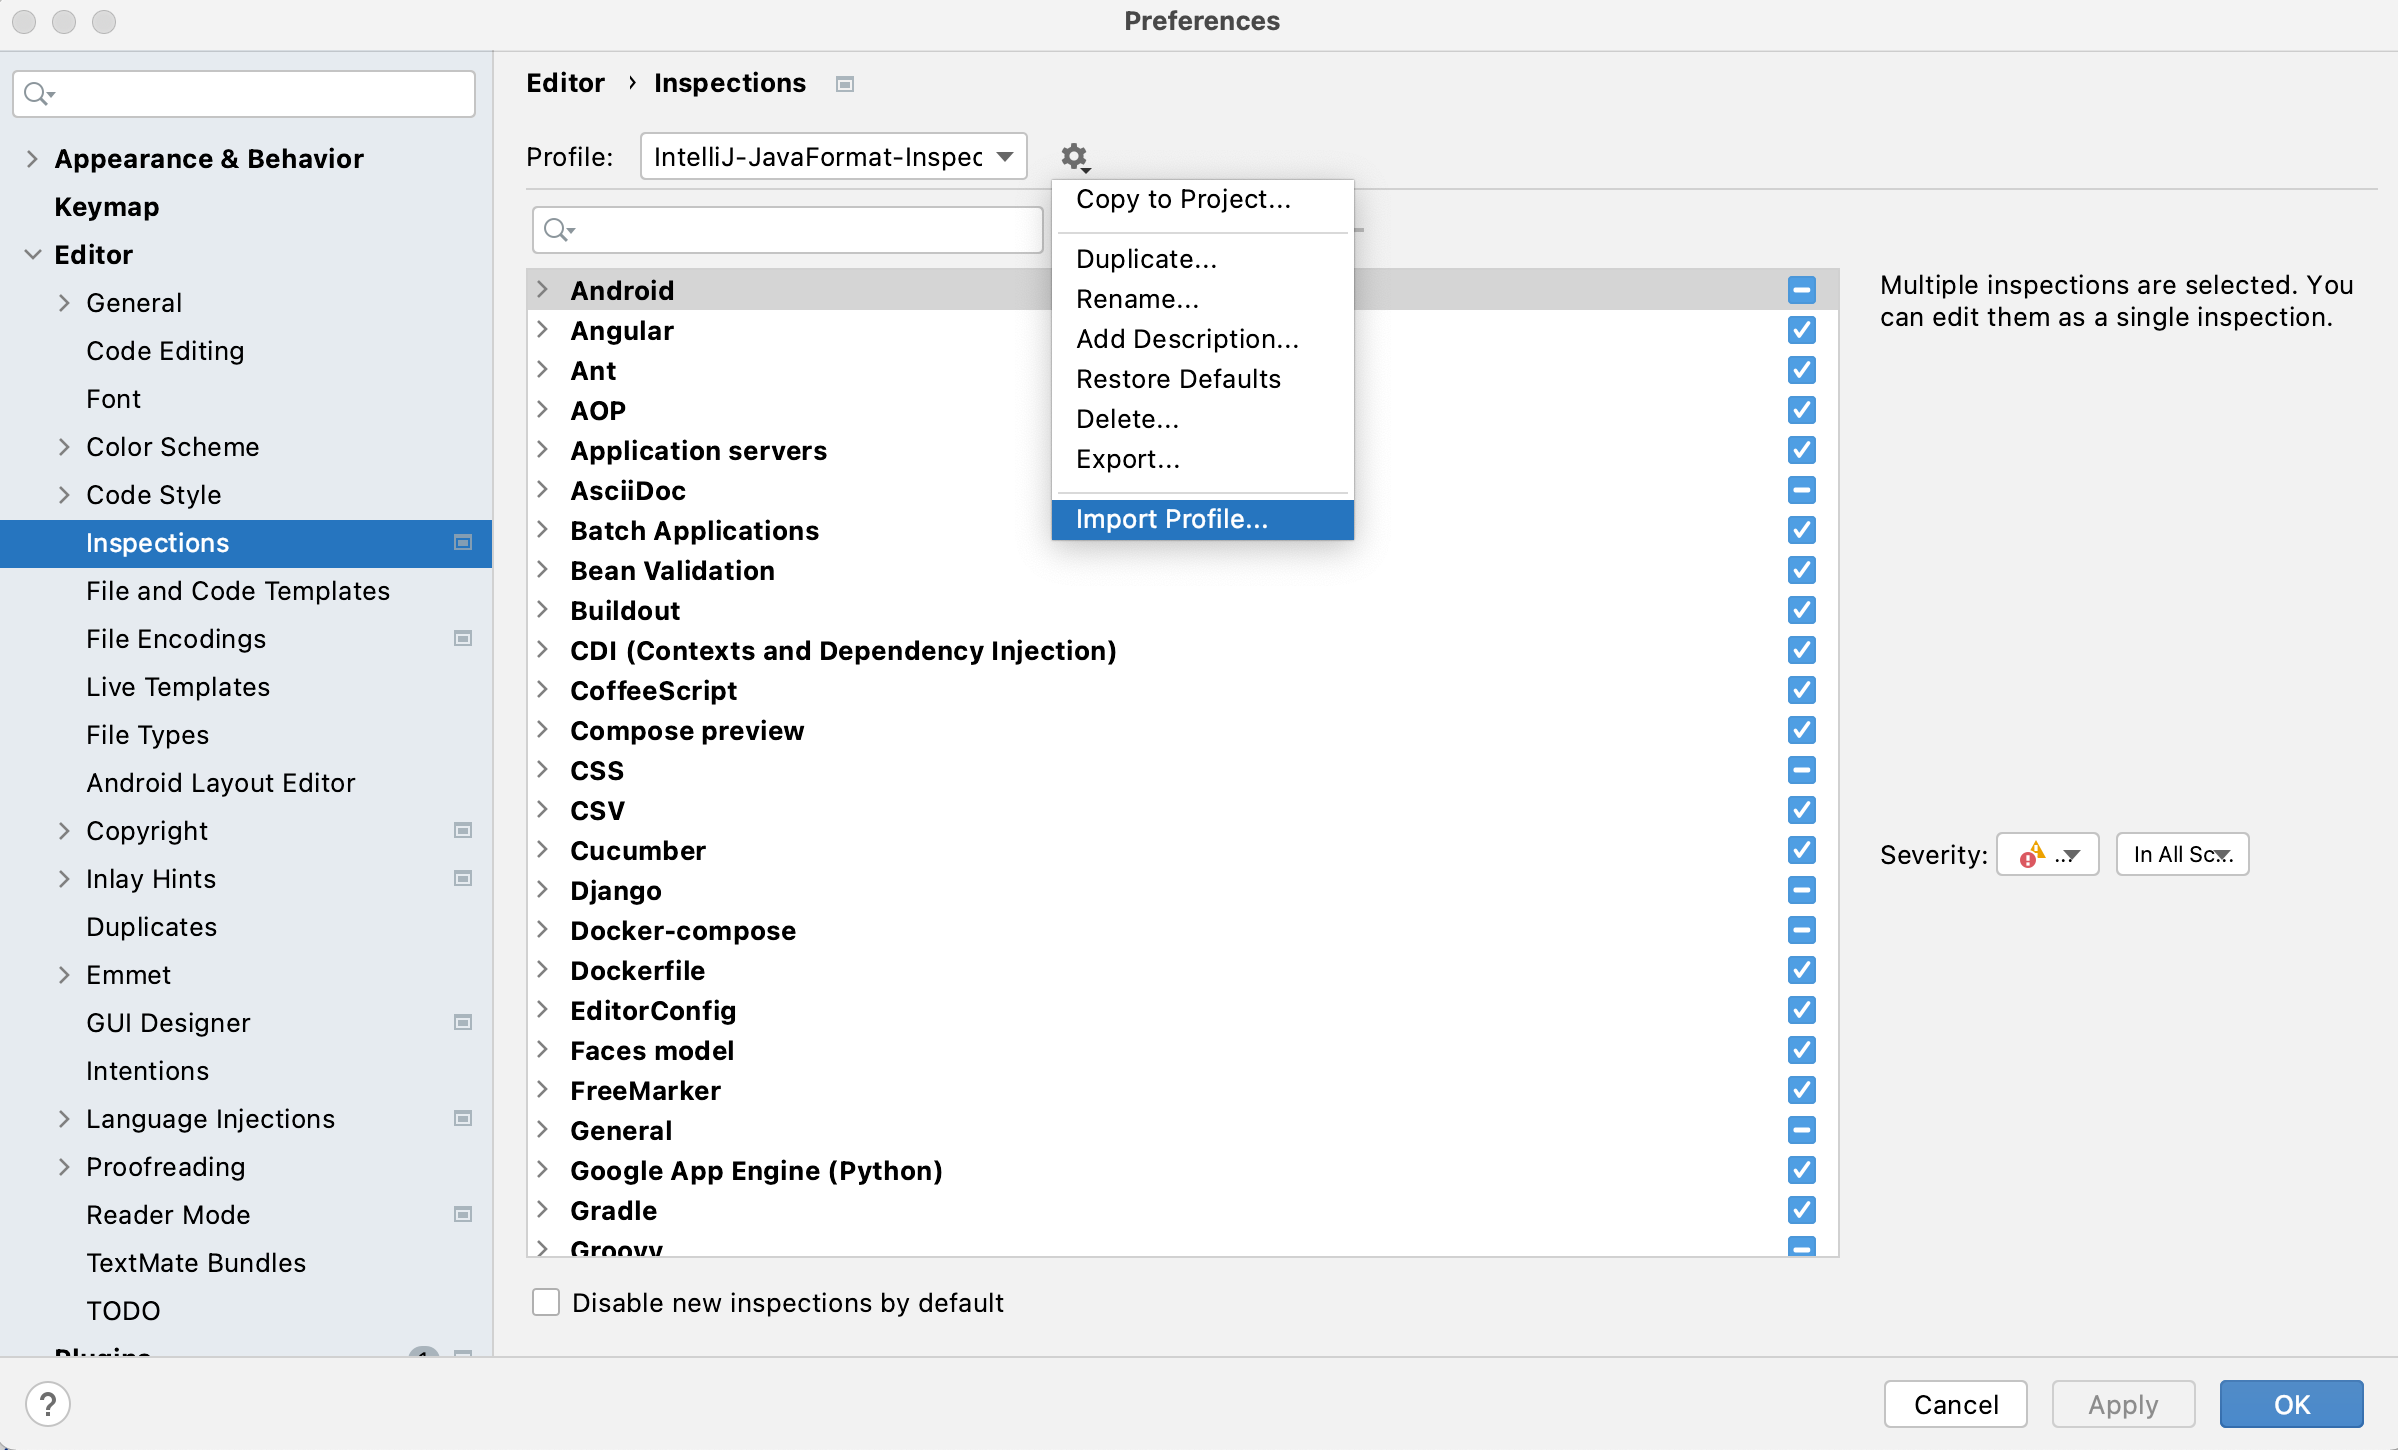 Preferences
Appearance & Behavior
Keymap
Editor
General
Code Editing
Font
Color Scheme
Code Style
Inspections
File and Code Templates
File Encodings
Live Templates
File Types
Android Layout Editor
Copyright
Inlay Hints
Duplicates
Emmet
GUI Designer
Intentions
Language Injections
Proofreading
Reader Mode
TextMate Bundles
TODO
Plugins 1
Editor › Inspections
Profile: IntelliJ-JavaFormat-Inspec
Copy to Project...
Duplicate...
Rename...
Add Description...
Restore Defaults
Delete...
Export...
Import Profile...
Android
Angular
Ant
AOP
Application servers
AsciiDoc
Batch Applications
Bean Validation
Buildout
CDI (Contexts and Dependency Injection)
CoffeeScript
Compose preview
CSS
CSV
Cucumber
Django
Docker-compose
Dockerfile
EditorConfig
Faces model
FreeMarker
General
Google App Engine (Python)
Gradle
Groovy
Disable new inspections by default
Multiple inspections are selected. You
can edit them as a single inspection.
Severity: ... In All Sc...
? Cancel Apply OK